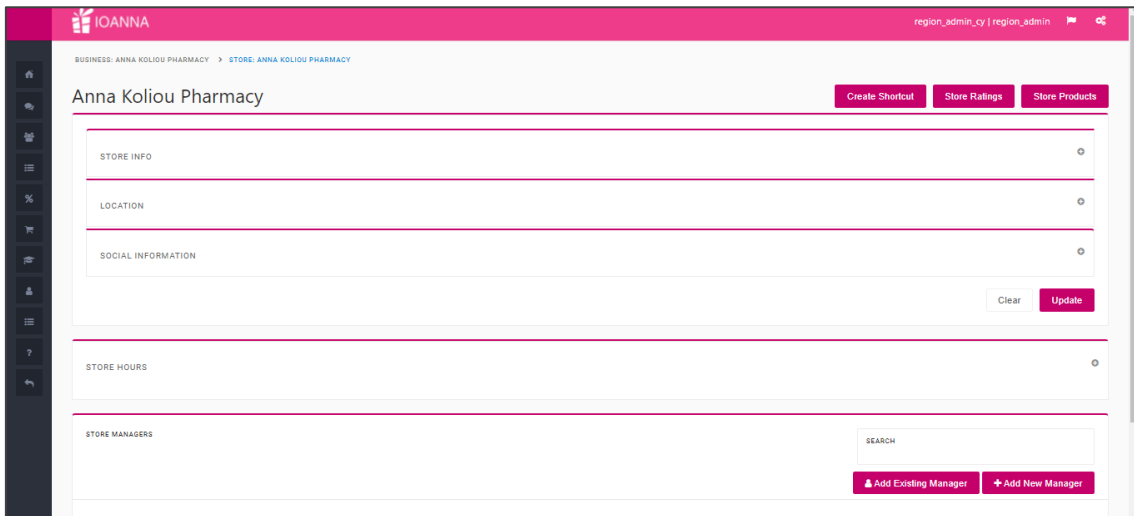 IOANNA
region_admin_cy | region_admin
BUSINESS: ANNA KOLIOU PHARMACY > STORE: ANNA KOLIOU PHARMACY
Anna Koliou Pharmacy
Create Shortcut
Store Ratings
Store Products
STORE INFO
LOCATION
SOCIAL INFORMATION
Clear
Update
STORE HOURS
STORE MANAGERS
SEARCH
Add Existing Manager
+ Add New Manager